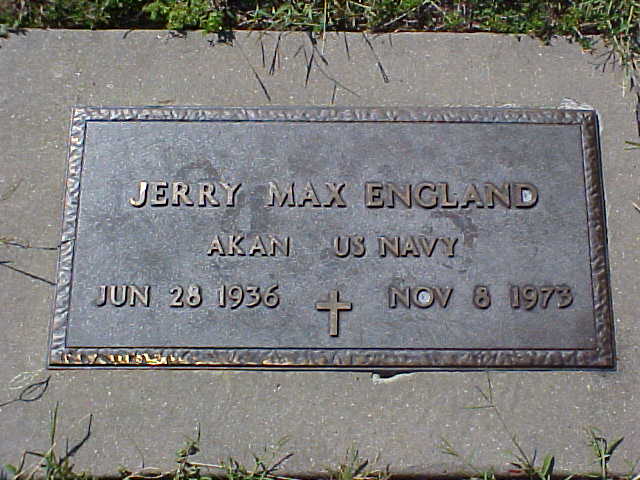 JERRY MAX ENGLAND
AKAN US NAVY
JUN 28 1936 NOV 8 1973